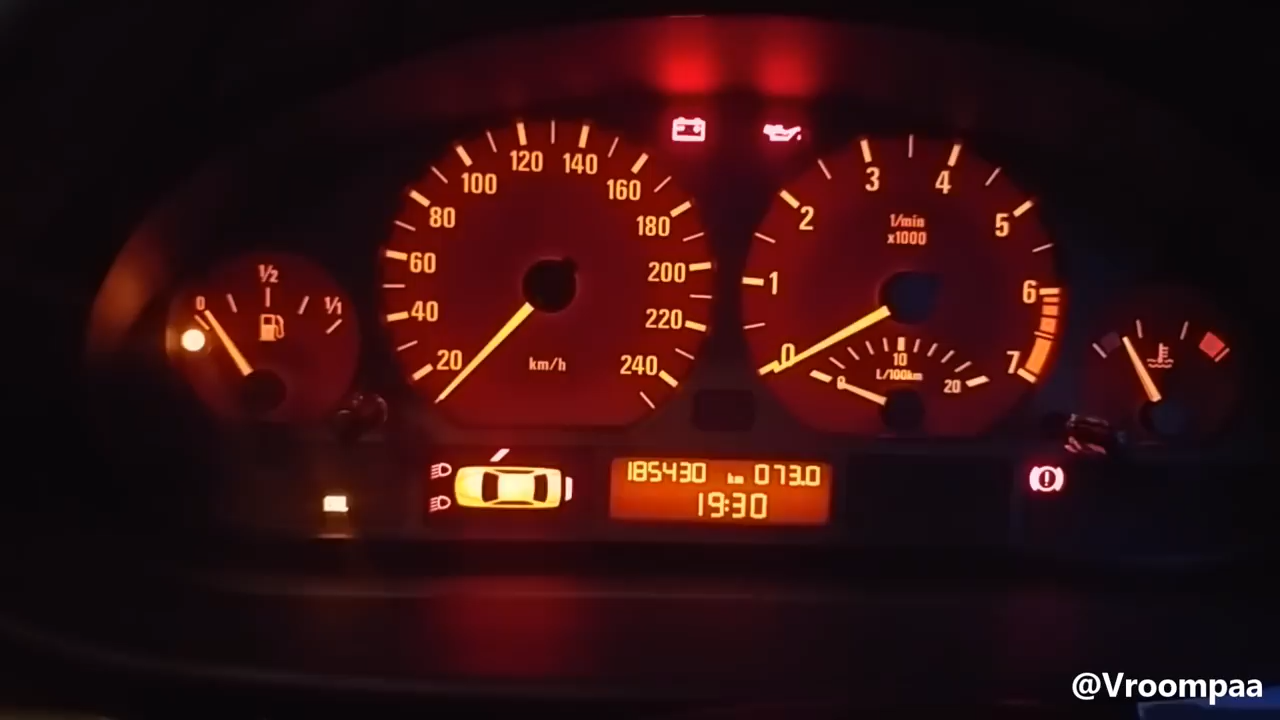 0 1/2 1/1
20 40 60 80 100 120 140 160 180 200 220 240
km/h
0 1 2 3 4 5 6 7
1/min
x1000
0 10 20
L/100km
185430 km 073.0
19:30
@Vroompaa